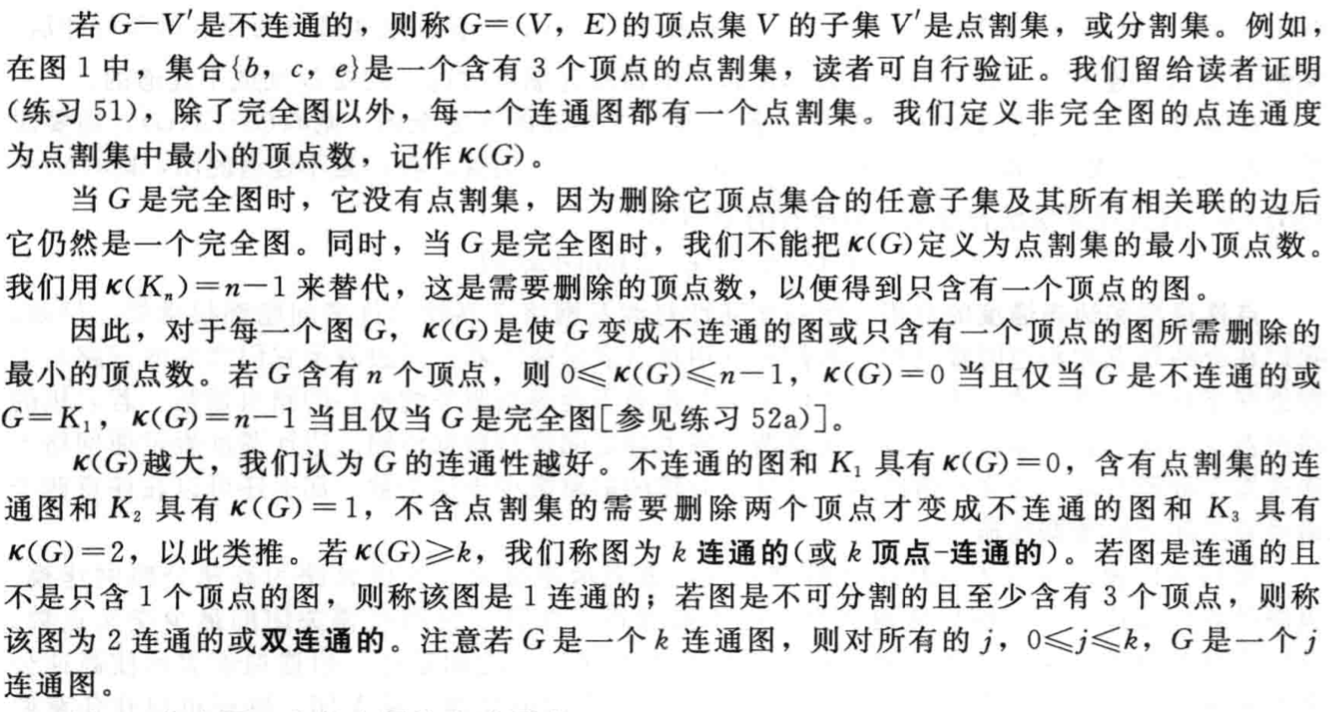 若 G−V′是不连通的，则称 G=(V，E)的顶点集 V 的子集 V′是点割集，或分割集。例如，
在图 1 中，集合{b，c，e}是一个含有 3 个顶点的点割集，读者可自行验证。我们留给读者证明
(练习 51)，除了完全图以外，每一个连通图都有一个点割集。我们定义非完全图的点连通度
为点割集中最小的顶点数，记作 κ(G)。
当 G 是完全图时，它没有点割集，因为删除它顶点集合的任意子集及其所有相关联的边后
它仍然是一个完全图。同时，当 G 是完全图时，我们不能把 κ(G)定义为点割集的最小顶点数。
我们用 κ(Kₙ)=n−1 来替代，这是需要删除的顶点数，以便得到只含有一个顶点的图。
因此，对于每一个图 G，κ(G)是使 G 变成不连通的图或只含有一个顶点的图所需删除的
最小的顶点数。若 G 含有 n 个顶点，则 0≤κ(G)≤n−1，κ(G)=0 当且仅当 G 是不连通的或
G=K₁，κ(G)=n−1 当且仅当 G 是完全图[参见练习 52a)]。
κ(G)越大，我们认为 G 的连通性越好。不连通的图和 K₁ 具有 κ(G)=0，含有点割集的连
通图和 K₂ 具有 κ(G)=1，不含点割集的需要删除两个顶点才变成不连通的图和 K₃ 具有
κ(G)=2，以此类推。若 κ(G)≥k，我们称图为 k 连通的(或 k 顶点-连通的)。若图是连通的且
不是只含 1 个顶点的图，则称该图是 1 连通的；若图是不可分割的且至少含有 3 个顶点，则称
该图为 2 连通的或双连通的。注意若 G 是一个 k 连通图，则对所有的 j，0≤j≤k，G 是一个 j
连通图。